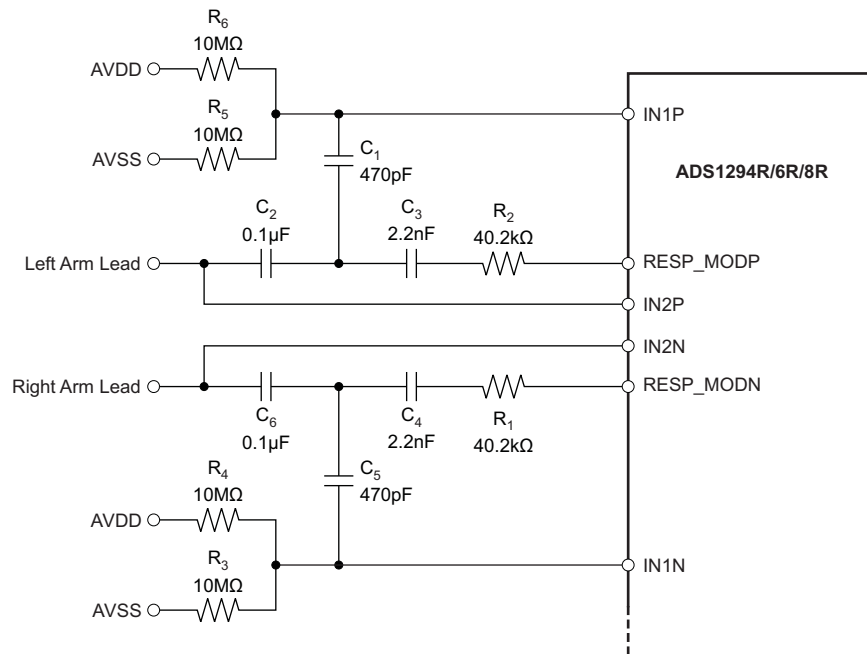 R6
10MΩ
AVDD
R5
10MΩ
AVSS
IN1P
C1
470pF
ADS1294R/6R/8R
C2
0.1µF
C3
2.2nF
R2
40.2kΩ
Left Arm Lead
RESP_MODP
IN2P
IN2N
Right Arm Lead
RESP_MODN
C6
0.1µF
C4
2.2nF
R1
40.2kΩ
C5
470pF
R4
10MΩ
AVDD
R3
10MΩ
AVSS
IN1N